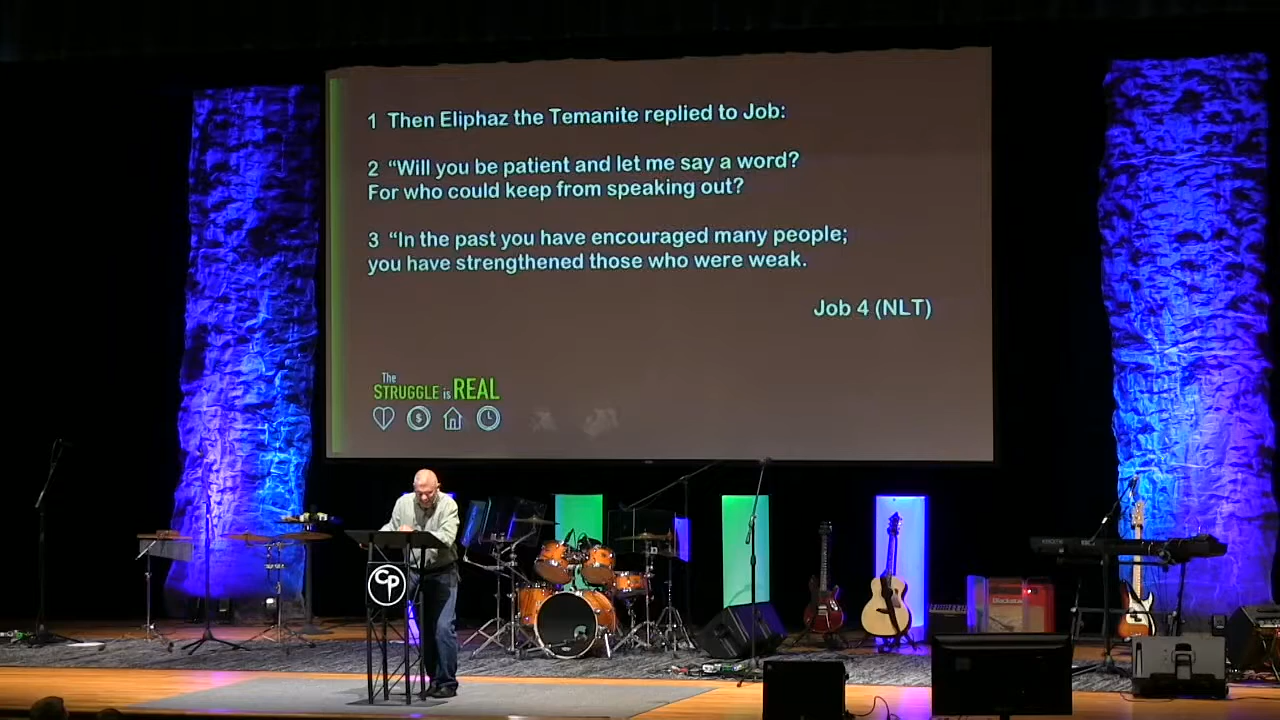 1 Then Eliphaz the Temanite replied to Job:
2 “Will you be patient and let me say a word?
For who could keep from speaking out?
3 “In the past you have encouraged many people;
you have strengthened those who were weak.
Job 4 (NLT)
The
STRUGGLE is REAL
$
CP
Blackstar